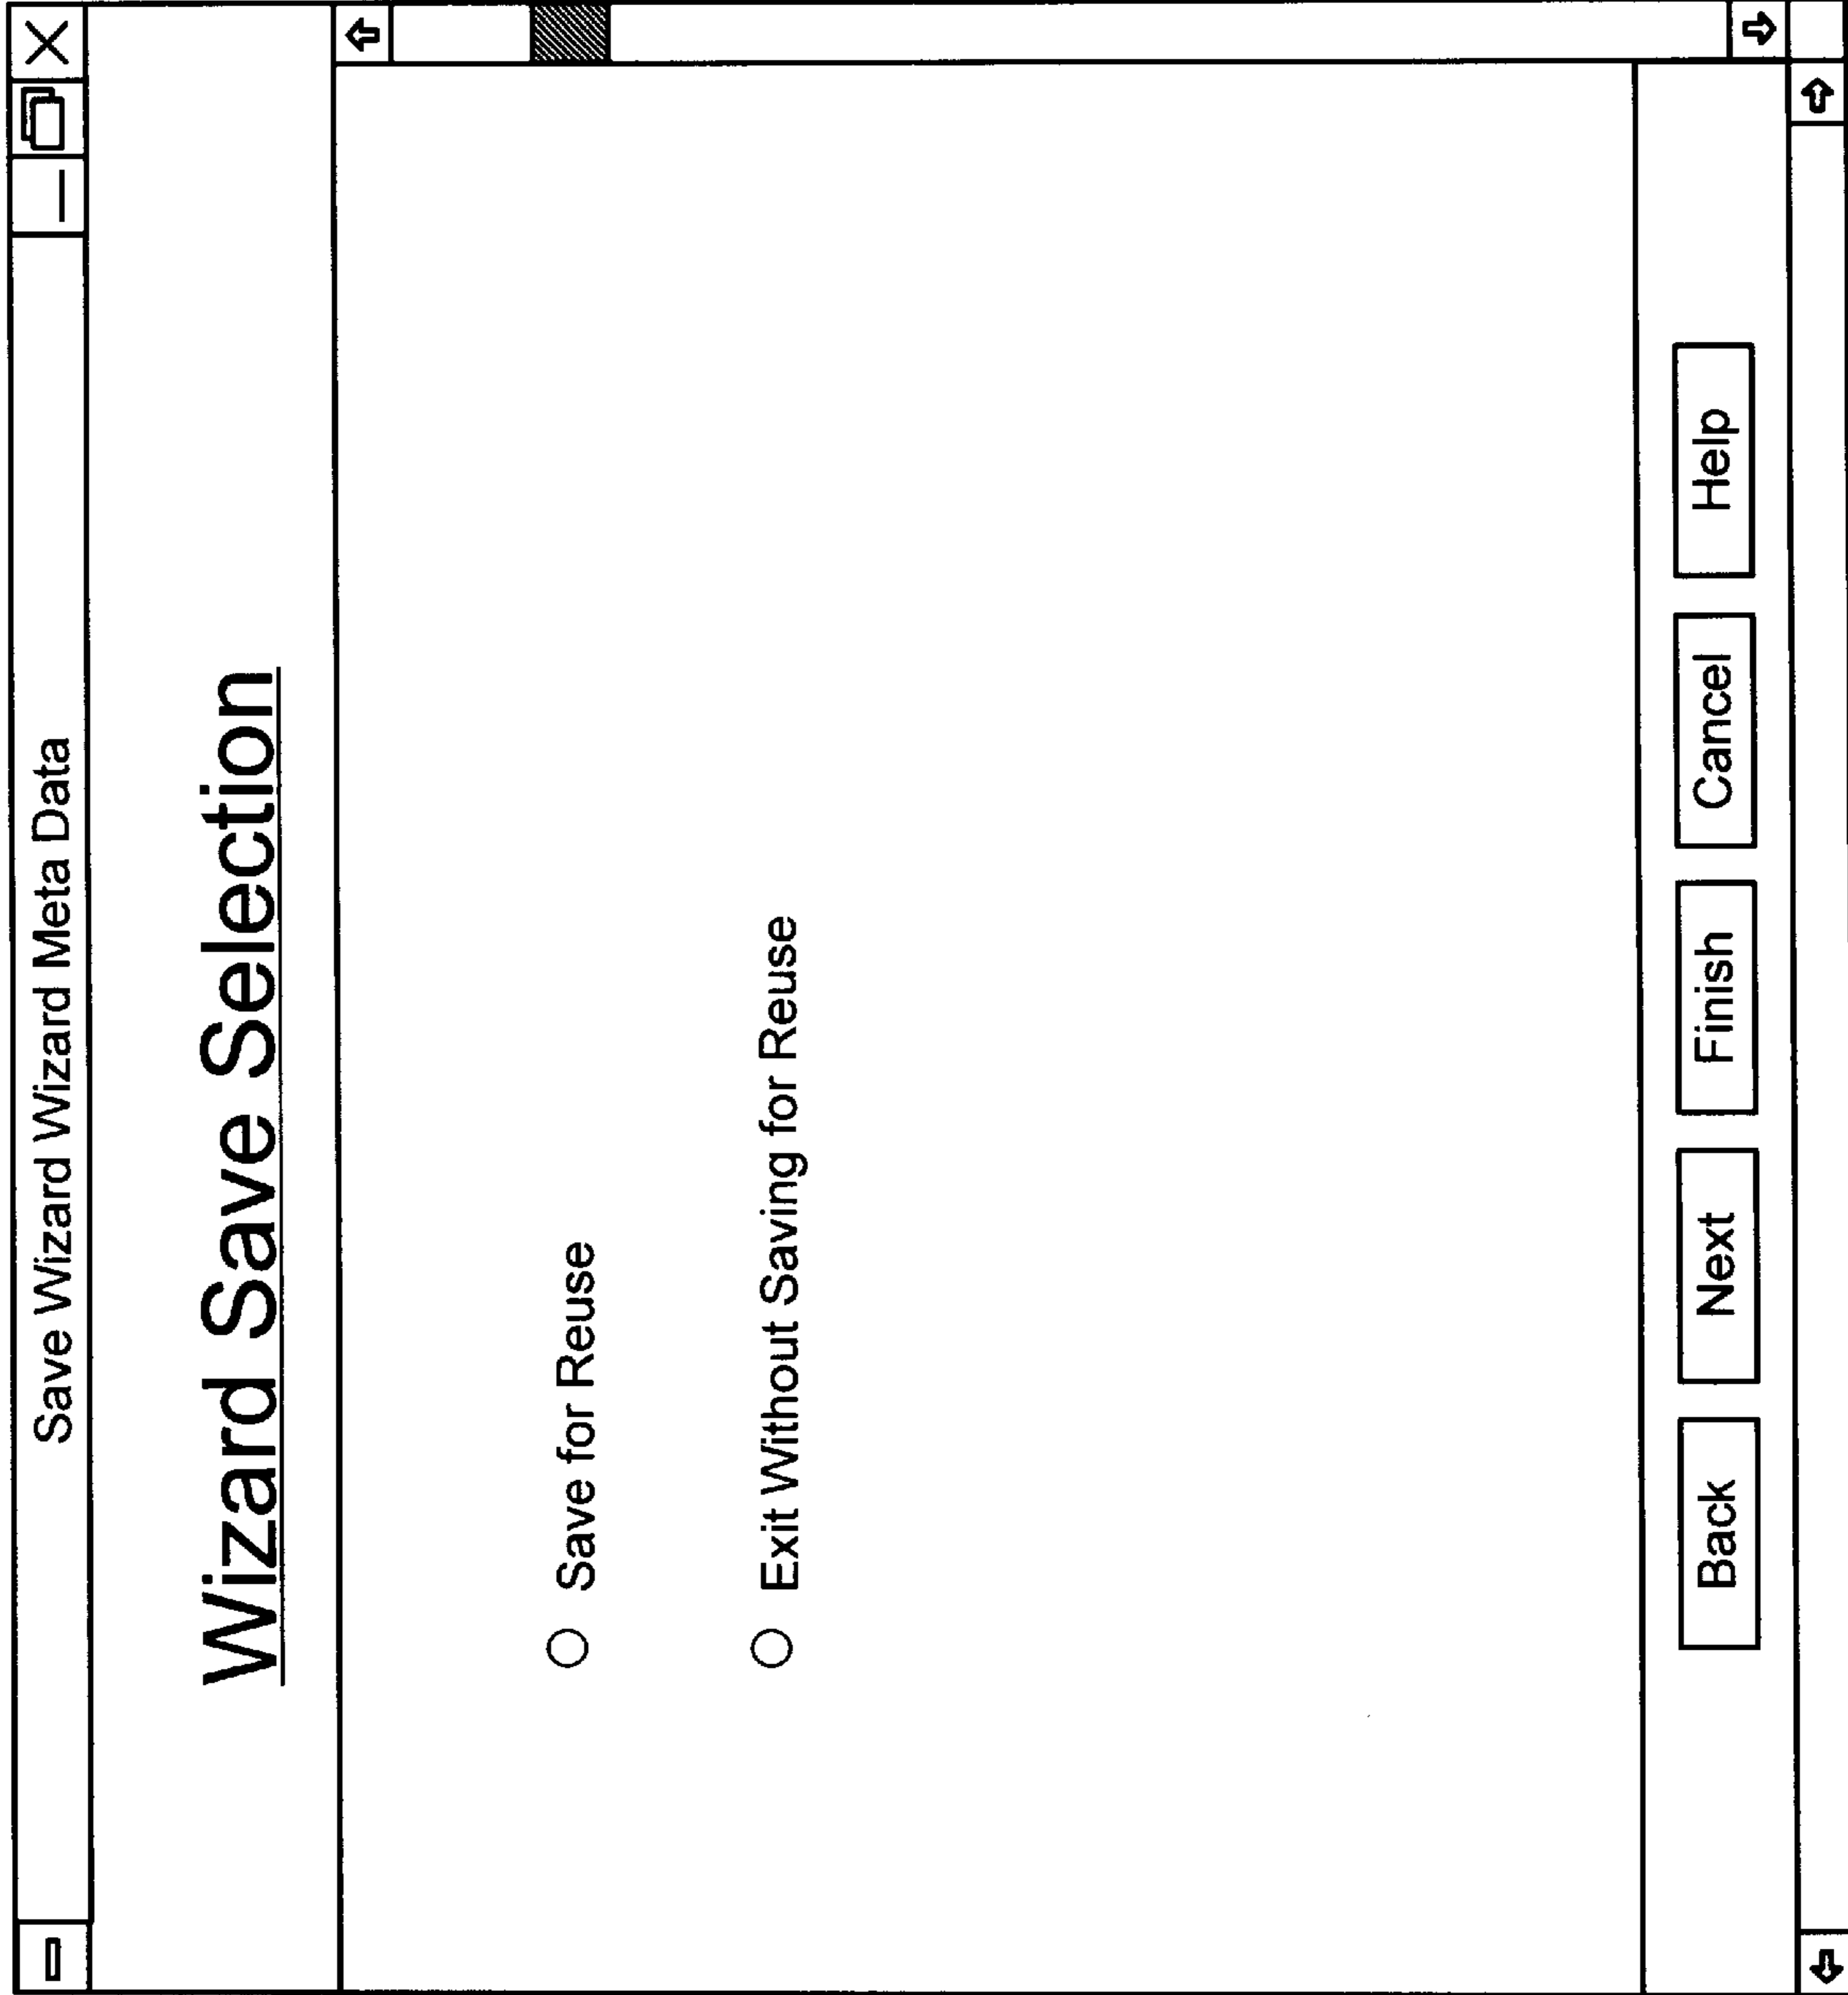 Save Wizard Wizard Meta Data
Wizard Save Selection
Save for Reuse
Exit Without Saving for Reuse
Back Next Finish Cancel Help